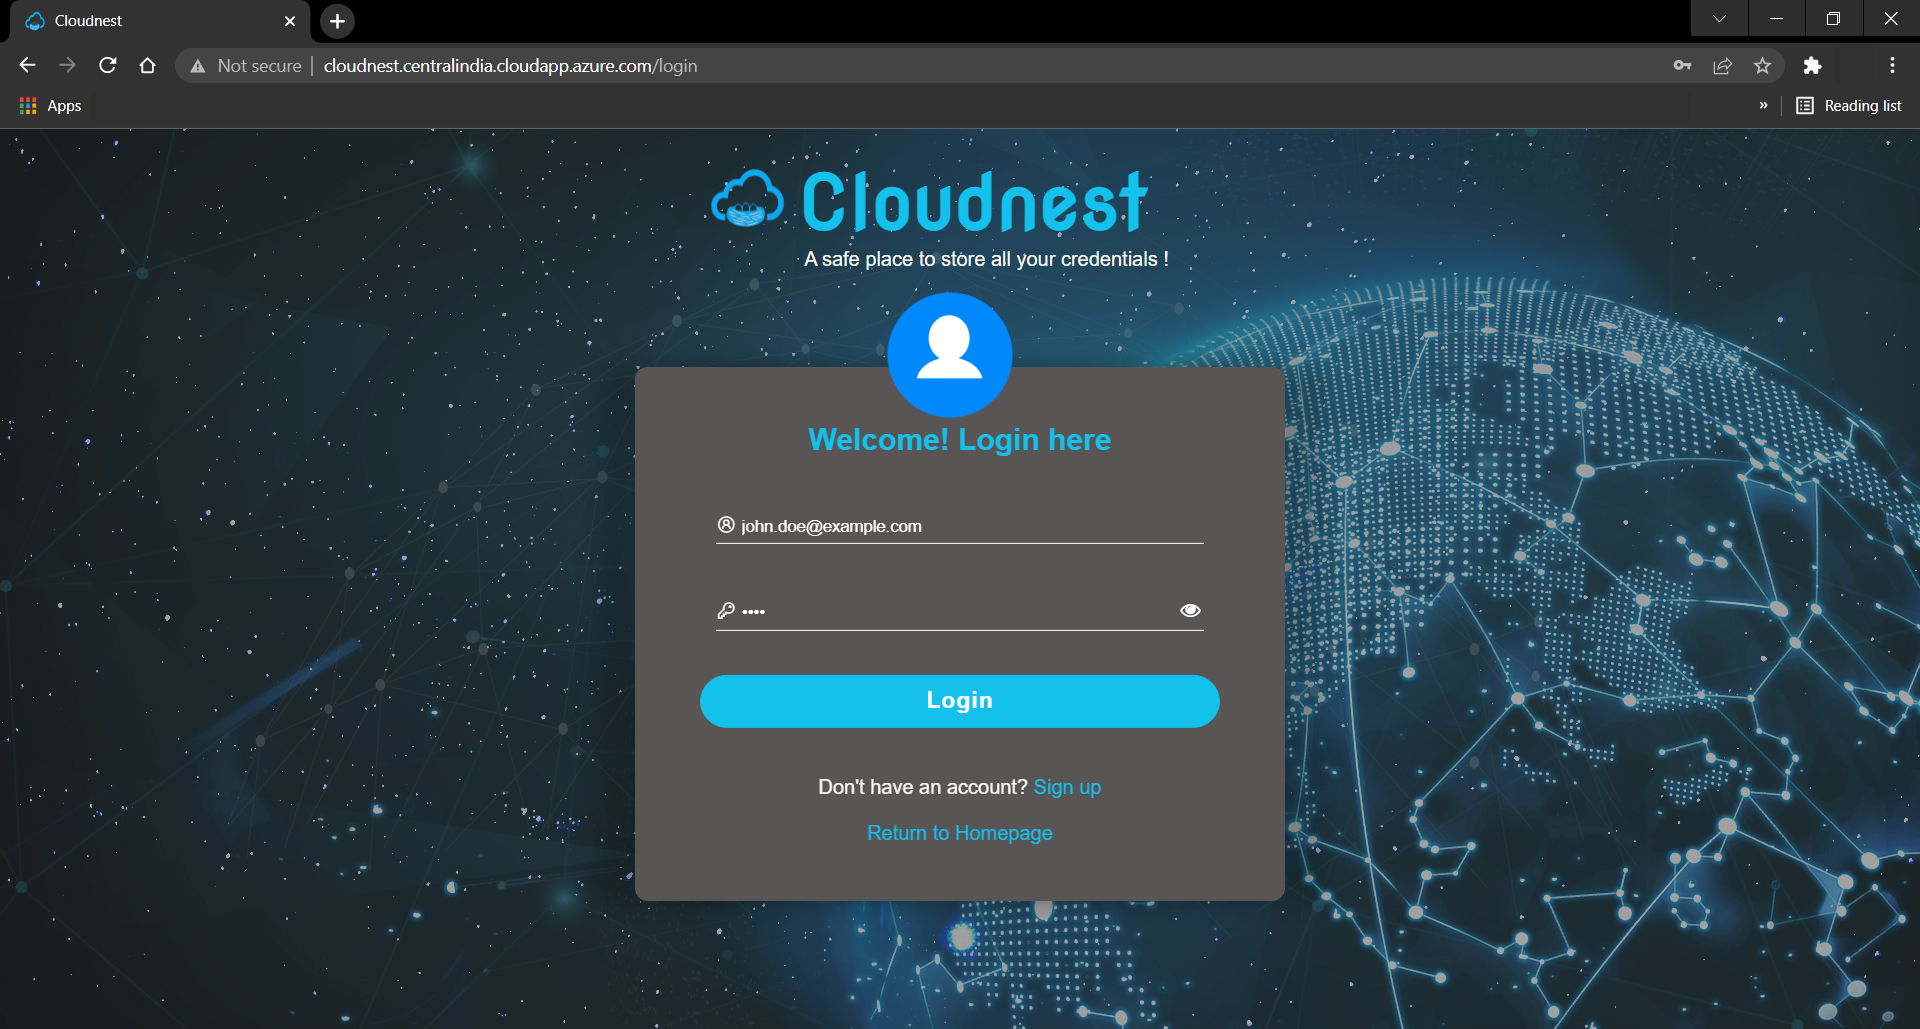 Cloudnest
Not secure | cloudnest.centralindia.cloudapp.azure.com/login
Apps
» Reading list
Cloudnest
A safe place to store all your credentials !
Welcome! Login here
john.doe@example.com
••••
Login
Don't have an account? Sign up
Return to Homepage